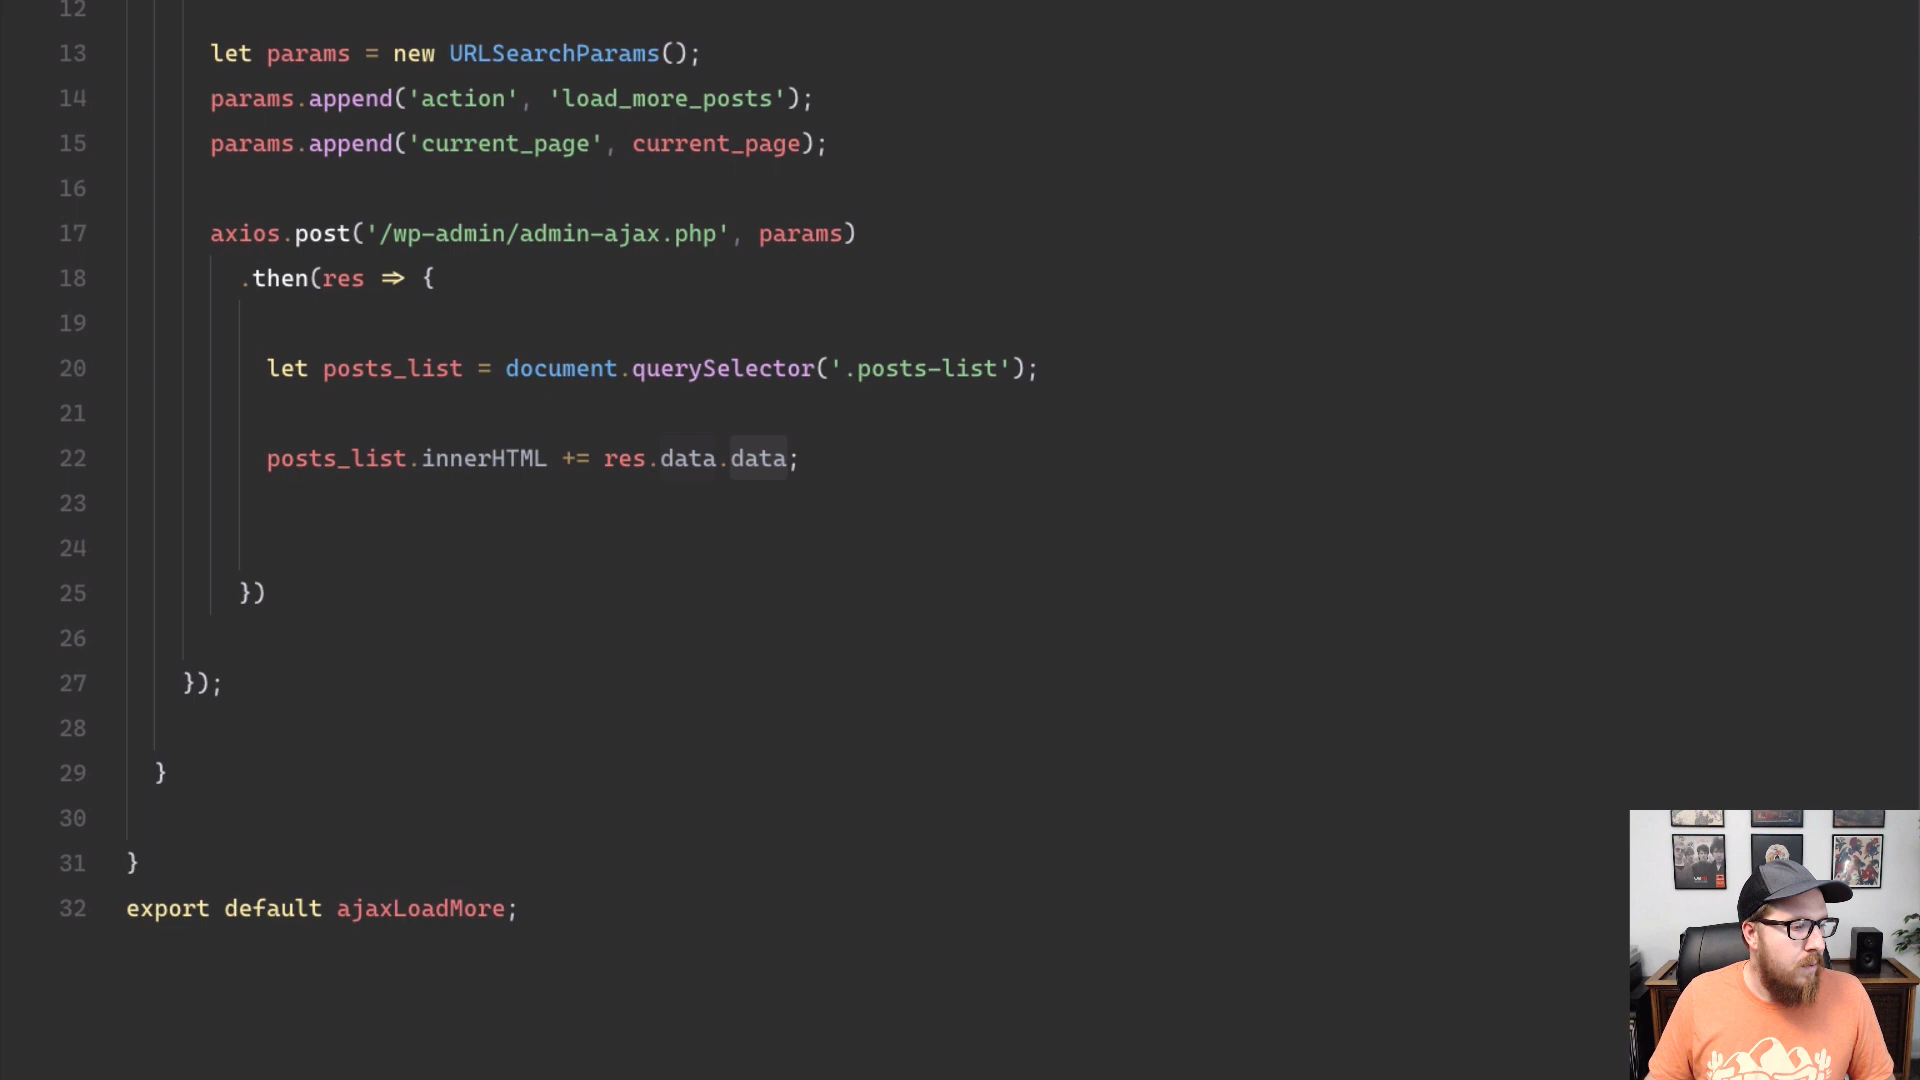 12
13 let params = new URLSearchParams();
14 params.append('action', 'load_more_posts');
15 params.append('current_page', current_page);
16
17 axios.post('/wp-admin/admin-ajax.php', params)
18 .then(res => {
19
20 let posts_list = document.querySelector('.posts-list');
21
22 posts_list.innerHTML += res.data.data;
23
24
25 })
26
27 });
28
29 }
30
31 }
32 export default ajaxLoadMore;